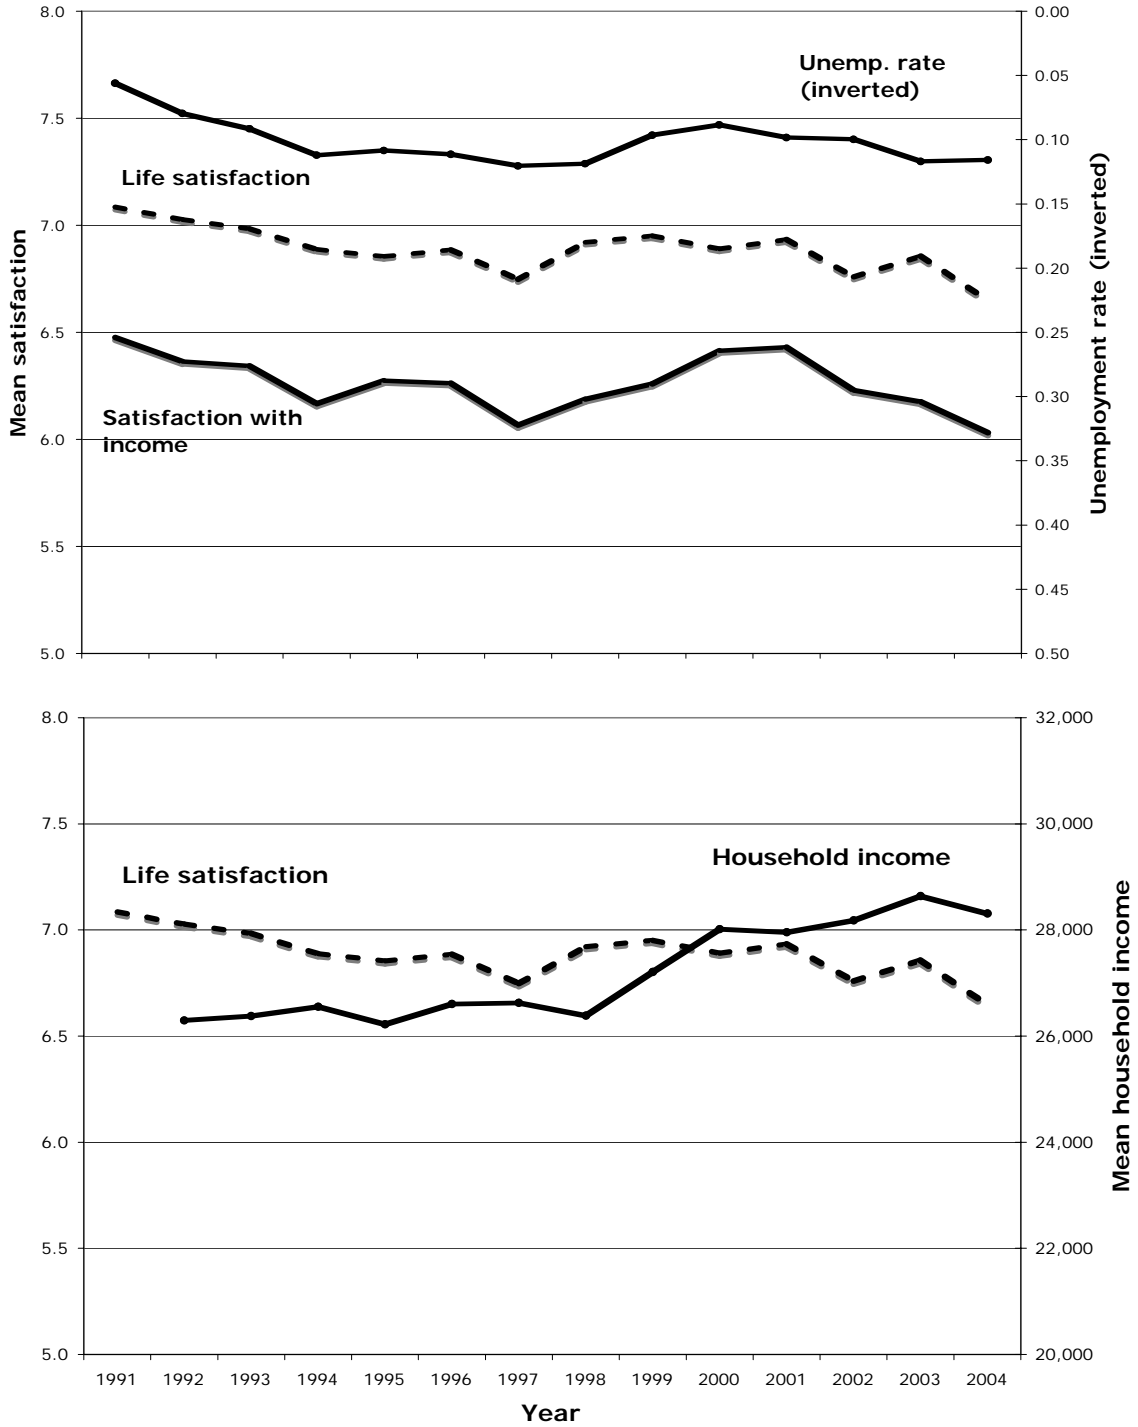 8.0
7.5
7.0
6.5
6.0
5.5
5.0
Mean satisfaction
Unemp. rate
(inverted)
Life satisfaction
Satisfaction with
income
0.00
0.05
0.10
0.15
0.20
0.25
0.30
0.35
0.40
0.45
0.50
Unemployment rate (inverted)
8.0
7.5
7.0
6.5
6.0
5.5
5.0
Life satisfaction
Household income
32,000
30,000
28,000
26,000
24,000
22,000
20,000
Mean household income
1991 1992 1993 1994 1995 1996 1997 1998 1999 2000 2001 2002 2003 2004
Year